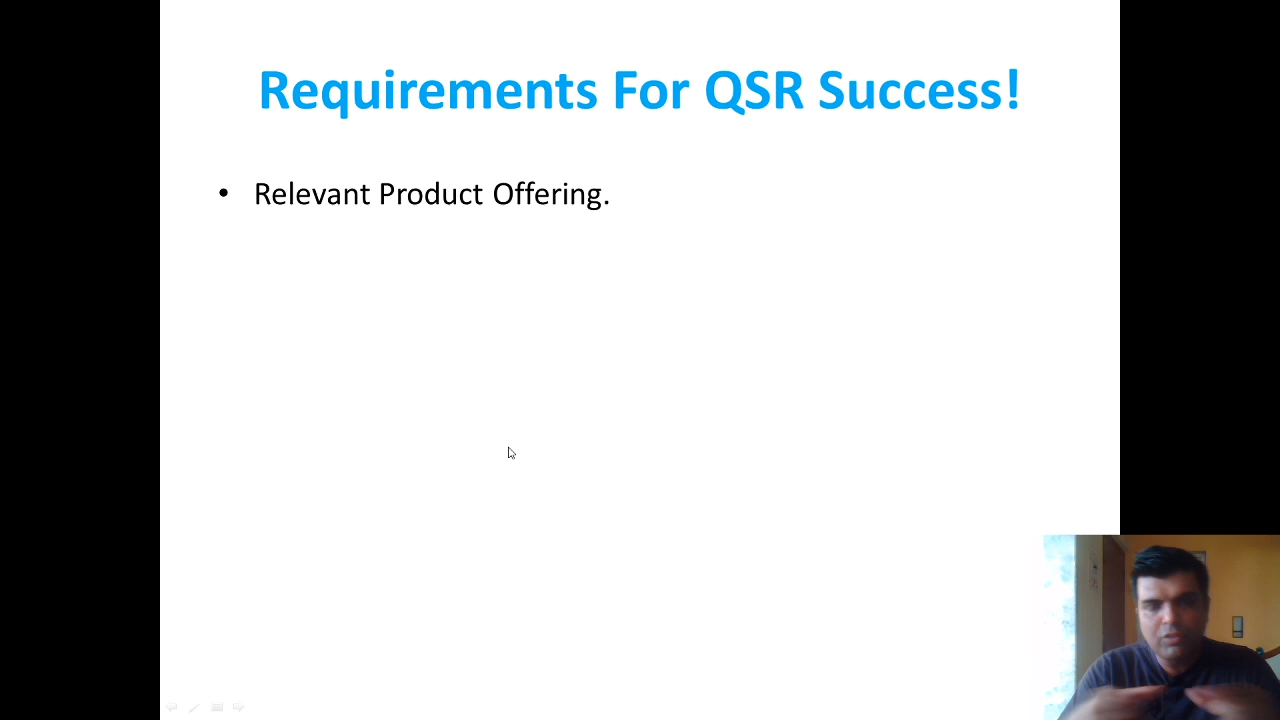 Requirements For QSR Success!
• Relevant Product Offering.